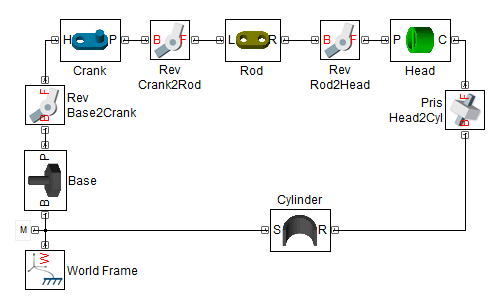 H P
B F
L R
B F
P C
Crank
Rev
Crank2Rod
Rod
Rev
Rod2Head
Head
B F
Rev
Base2Crank
Pris
Head2Cyl
B F
B P
Base
Cylinder
S R
M
W
World Frame